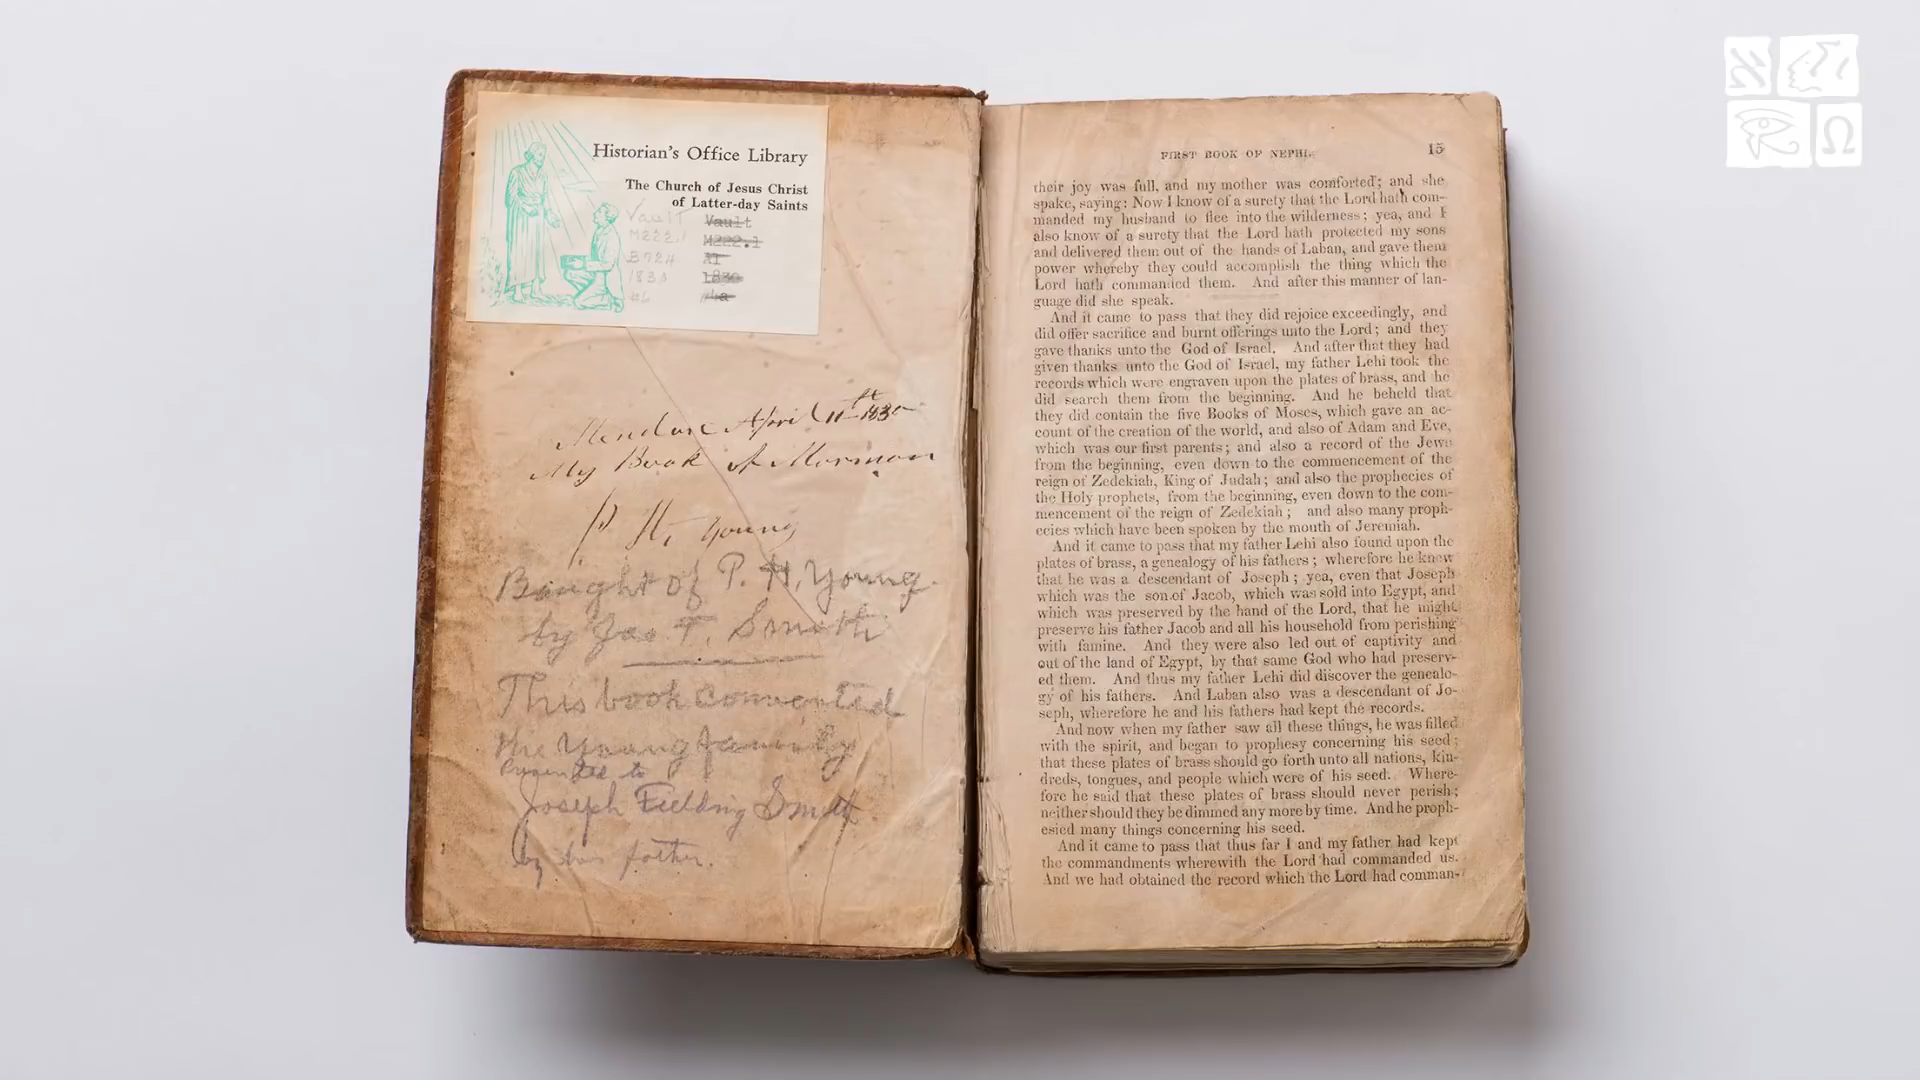 Historian's Office Library
The Church of Jesus Christ
of Latter-day Saints
Vault Vault
M222.1 M222.1
B724 A1
1830 1830
#6 #4a
Mendon April 11th 1830
My Book of Mormon
P H, Young
Baught of P. H. Young.
by Jas T. Smith
This book converted
the Young family
Presented to
Joseph Fielding Smith.
by his father.
FIRST BOOK OF NEPHI. 15
their joy was full, and my mother was comforted; and she
spake, saying: Now I know of a surety that the Lord hath com-
manded my husband to flee into the wilderness; yea, and I
also know of a surety that the Lord hath protected my sons
and delivered them out of the hands of Laban, and gave them
power whereby they could accomplish the thing which the
Lord hath commanded them. And after this manner of lan-
guage did she speak.
And it came to pass that they did rejoice exceedingly, and
did offer sacrifice and burnt offerings unto the Lord; and they
gave thanks unto the God of Israel. And after that they had
given thanks unto the God of Israel, my father Lehi took the
records which were engraven upon the plates of brass, and he
did search them from the beginning. And he beheld that
they did contain the five Books of Moses, which gave an ac-
count of the creation of the world, and also of Adam and Eve,
which was our first parents; and also a record of the Jews
from the beginning, even down to the commencement of the
reign of Zedekiah, King of Judah; and also the prophecies of
the Holy prophets, from the beginning, even down to the com-
mencement of the reign of Zedekiah; and also many proph-
ecies which have been spoken by the mouth of Jeremiah.
And it came to pass that my father Lehi also found upon the
plates of brass, a genealogy of his fathers; wherefore he knew
that he was a descendant of Joseph; yea, even that Joseph
which was the son of Jacob, which was sold into Egypt, and
which was preserved by the hand of the Lord, that he might
preserve his father Jacob and all his household from perishing
with famine. And they were also led out of captivity and
out of the land of Egypt, by that same God who had preserv-
ed them. And thus my father Lehi did discover the genealo-
gy of his fathers. And Laban also was a descendant of Jo-
seph, wherefore he and his fathers had kept the records.
And now when my father saw all these things, he was filled
with the spirit, and began to prophesy concerning his seed;
that these plates of brass should go forth unto all nations, kin-
dreds, tongues, and people which were of his seed. Where-
fore he said that these plates of brass should never perish;
neither should they be dimmed any more by time. And he proph-
esied many things concerning his seed.
And it came to pass that thus far I and my father had kept
the commandments wherewith the Lord had commanded us.
And we had obtained the record which the Lord had comman-